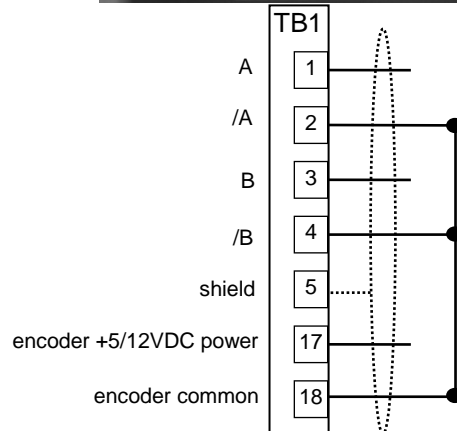 TB1
A 1
/A 2
B 3
/B 4
shield 5
encoder +5/12VDC power 17
encoder common 18